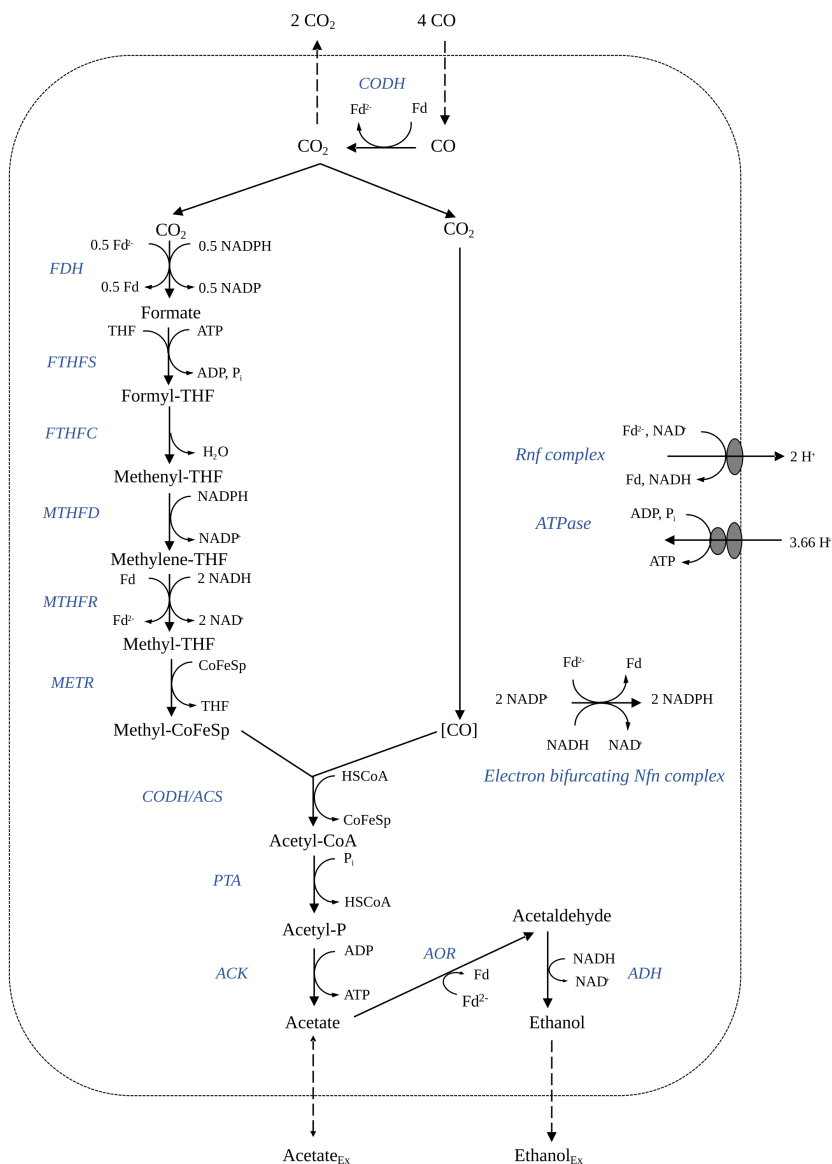 2 CO₂ 4 CO
CODH
Fd²⁻ Fd
CO₂ CO
CO₂ CO₂
0.5 Fd²⁻ 0.5 NADPH
FDH
0.5 Fd 0.5 NADP⁺
Formate
THF ATP
FTHFS
ADP, Pᵢ
Formyl-THF
FTHFC
H₂O
Methenyl-THF
NADPH
MTHFD
NADP⁺
Methylene-THF
Fd 2 NADH
MTHFR
Fd²⁻ 2 NAD⁺
Methyl-THF
CoFeSp
METR
THF
Methyl-CoFeSp [CO]
Fd²⁻, NAD⁺
Rnf complex 2 H⁺
Fd, NADH
ADP, Pᵢ
ATPase 3.66 H⁺
ATP
Fd²⁻ Fd
2 NADP⁺ 2 NADPH
NADH NAD⁺
Electron bifurcating Nfn complex
HSCoA
CODH/ACS
CoFeSp
Acetyl-CoA
Pᵢ
PTA
HSCoA
Acetyl-P
ADP
ACK
ATP
Acetate
AOR
Fd
Fd²⁻
Acetaldehyde
NADH
ADH
NAD⁺
Ethanol
Acetate_Ex Ethanol_Ex